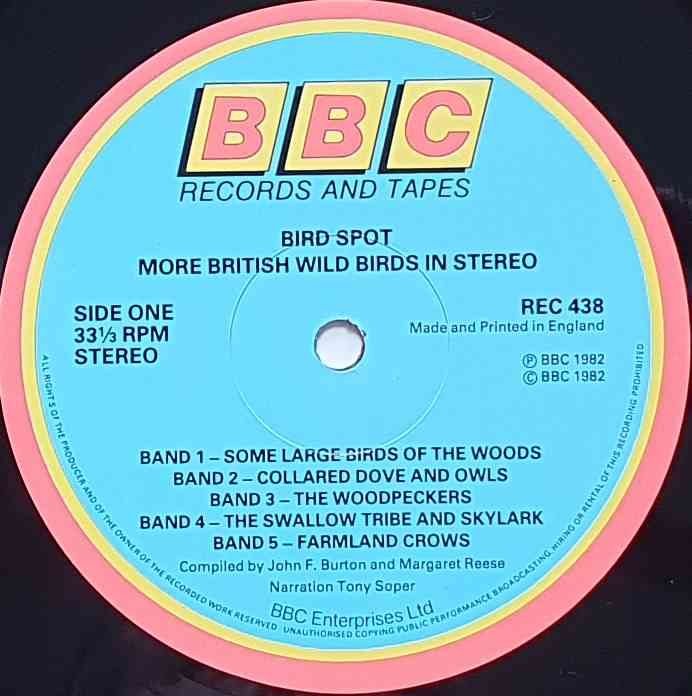 BBC
RECORDS AND TAPES
BIRD SPOT
MORE BRITISH WILD BIRDS IN STEREO
SIDE ONE
33⅓ RPM
STEREO
REC 438
Made and Printed in England
Ⓟ BBC 1982
© BBC 1982
BAND 1 – SOME LARGE BIRDS OF THE WOODS
BAND 2 – COLLARED DOVE AND OWLS
BAND 3 – THE WOODPECKERS
BAND 4 – THE SWALLOW TRIBE AND SKYLARK
BAND 5 – FARMLAND CROWS
Compiled by John F. Burton and Margaret Reese
Narration Tony Soper
BBC Enterprises Ltd
ALL RIGHTS OF THE PRODUCER AND OF THE OWNER OF THE RECORDED WORK RESERVED UNAUTHORISED COPYING PUBLIC PERFORMANCE BROADCASTING, HIRING OR RENTAL OF THIS RECORDING PROHIBITED